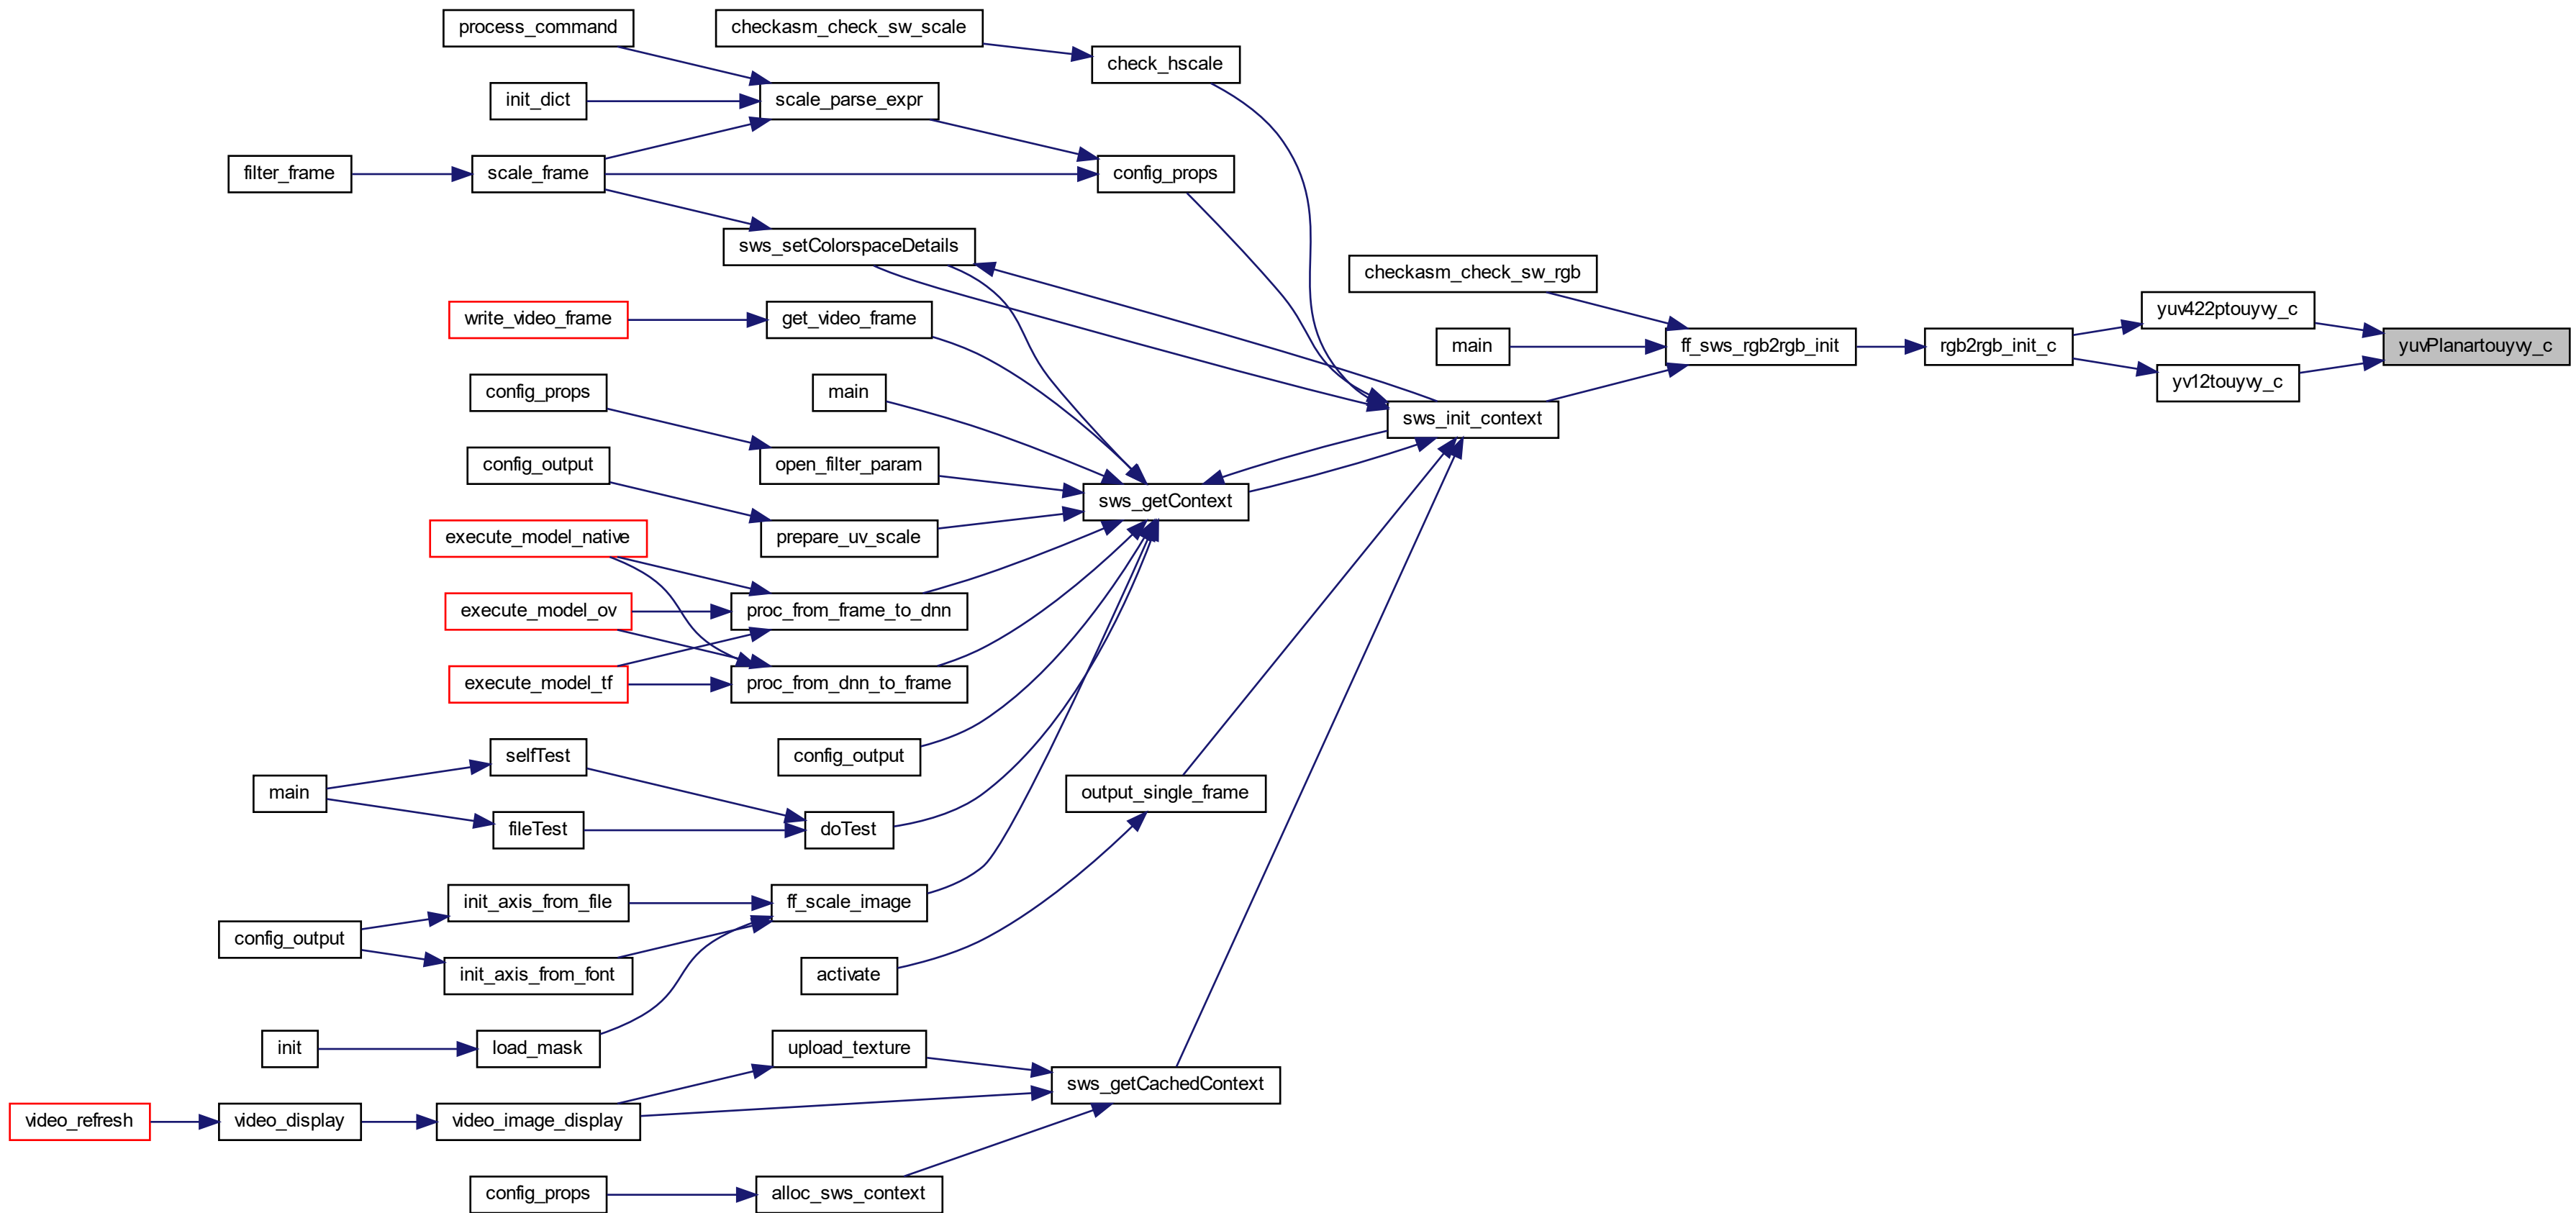 process_command
checkasm_check_sw_scale
check_hscale
init_dict
scale_parse_expr
filter_frame
scale_frame
config_props
sws_setColorspaceDetails
checkasm_check_sw_rgb
yuv422ptouyvy_c
write_video_frame
get_video_frame
main
ff_sws_rgb2rgb_init
rgb2rgb_init_c
yuvPlanartouyvy_c
config_props
main
yv12touyvy_c
sws_init_context
config_output
open_filter_param
sws_getContext
execute_model_native
prepare_uv_scale
execute_model_ov
proc_from_frame_to_dnn
execute_model_tf
proc_from_dnn_to_frame
selfTest
config_output
main
output_single_frame
fileTest
doTest
init_axis_from_file
ff_scale_image
config_output
init_axis_from_font
activate
init
load_mask
upload_texture
sws_getCachedContext
video_refresh
video_display
video_image_display
config_props
alloc_sws_context